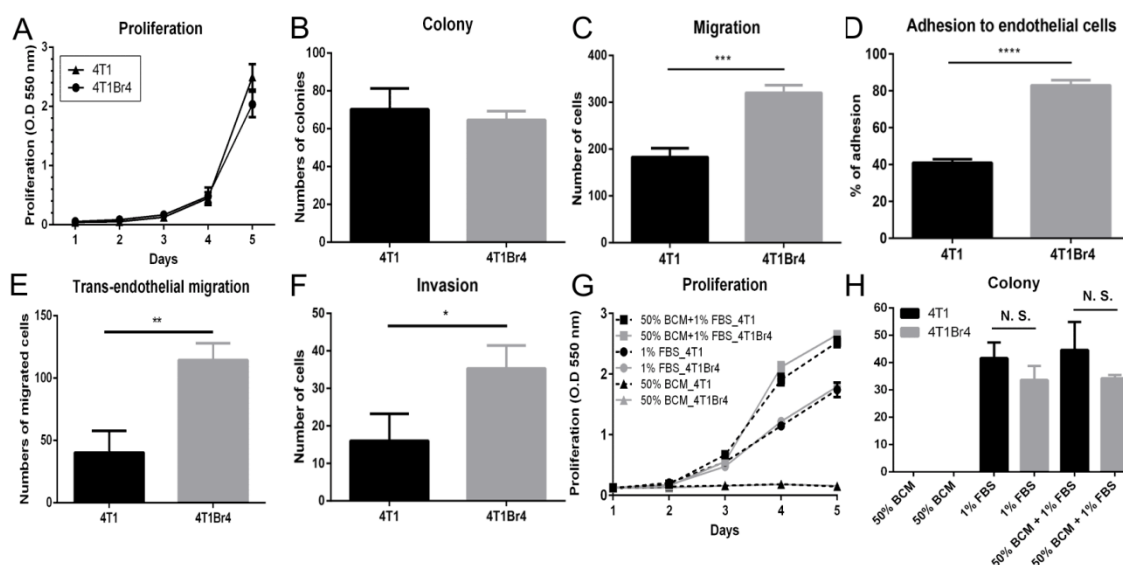 A
Proliferation
Proliferation (O.D 550 nm)
3
2
1
0
4T1
4T1Br4
1 2 3 4 5
Days
B
Colony
Numbers of colonies
100
80
60
40
20
0
4T1 4T1Br4
C
Migration
Number of cells
400
300
200
100
0
***
4T1 4T1Br4
D
Adhesion to endothelial cells
% of adhesion
100
80
60
40
20
0
****
4T1 4T1Br4
E
Trans-endothelial migration
Numbers of migrated cells
150
100
50
0
**
4T1 4T1Br4
F
Invasion
Number of cells
50
40
30
20
10
0
*
4T1 4T1Br4
G
Proliferation
Proliferation (O.D 550 nm)
3
2
1
0
50% BCM+1% FBS_4T1
50% BCM+1% FBS_4T1Br4
1% FBS_4T1
1% FBS_4T1Br4
50% BCM_4T1
50% BCM_4T1Br4
1 2 3 4 5
Days
H
Colony
60
50
40
30
20
10
0
4T1
4T1Br4
N. S.
N. S.
50% BCM
50% BCM
1% FBS
1% FBS
50% BCM + 1% FBS
50% BCM + 1% FBS